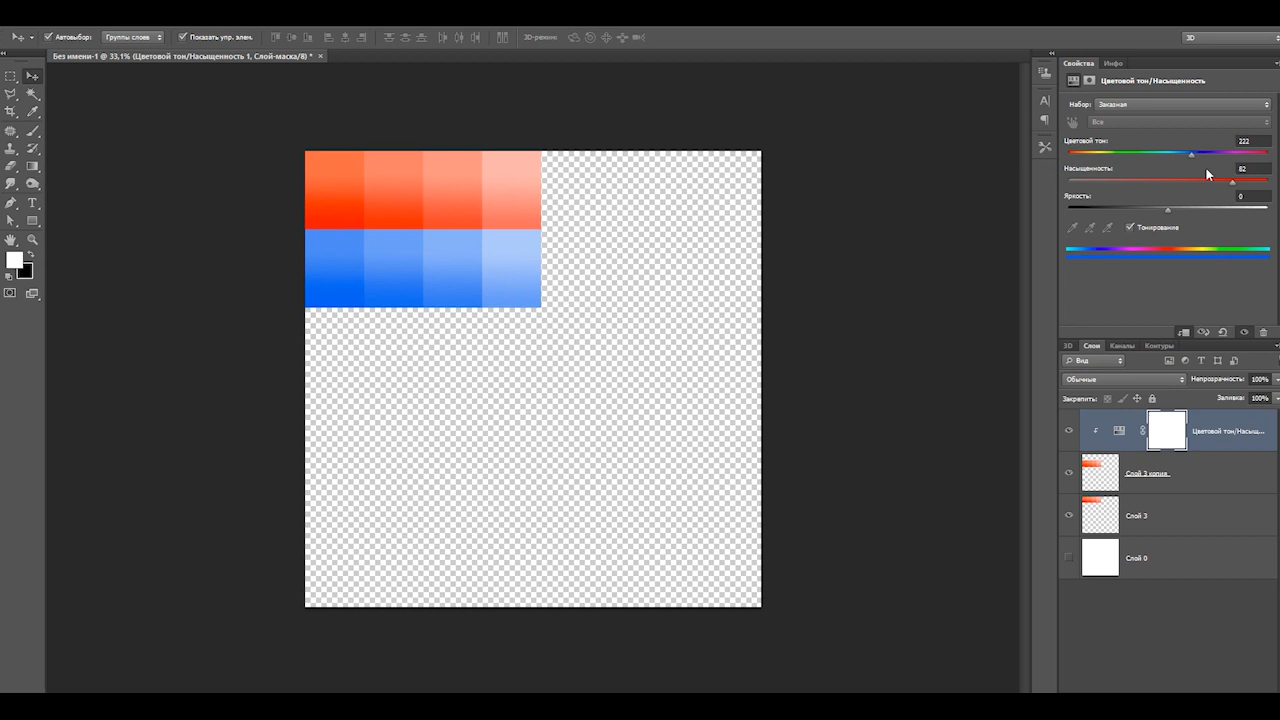 Автовыбор: Группы слоев Показать упр. элем. 3D-режим: 3D
Без имени-1 @ 33,1% (Цветовой тон/Насыщенность 1, Слой-маска/8) * ×
Свойства Инфо
Цветовой тон/Насыщенность
Набор: Заказная
Все
Цветовой тон: 222
Насыщенность: 82
Яркость: 0
Тонирование
3D Слои Каналы Контуры
Вид
Обычные Непрозрачность: 100%
Закрепить: Заливка: 100%
Цветовой тон/Насыщ...
Слой 3 копия
Слой 3
Слой 0